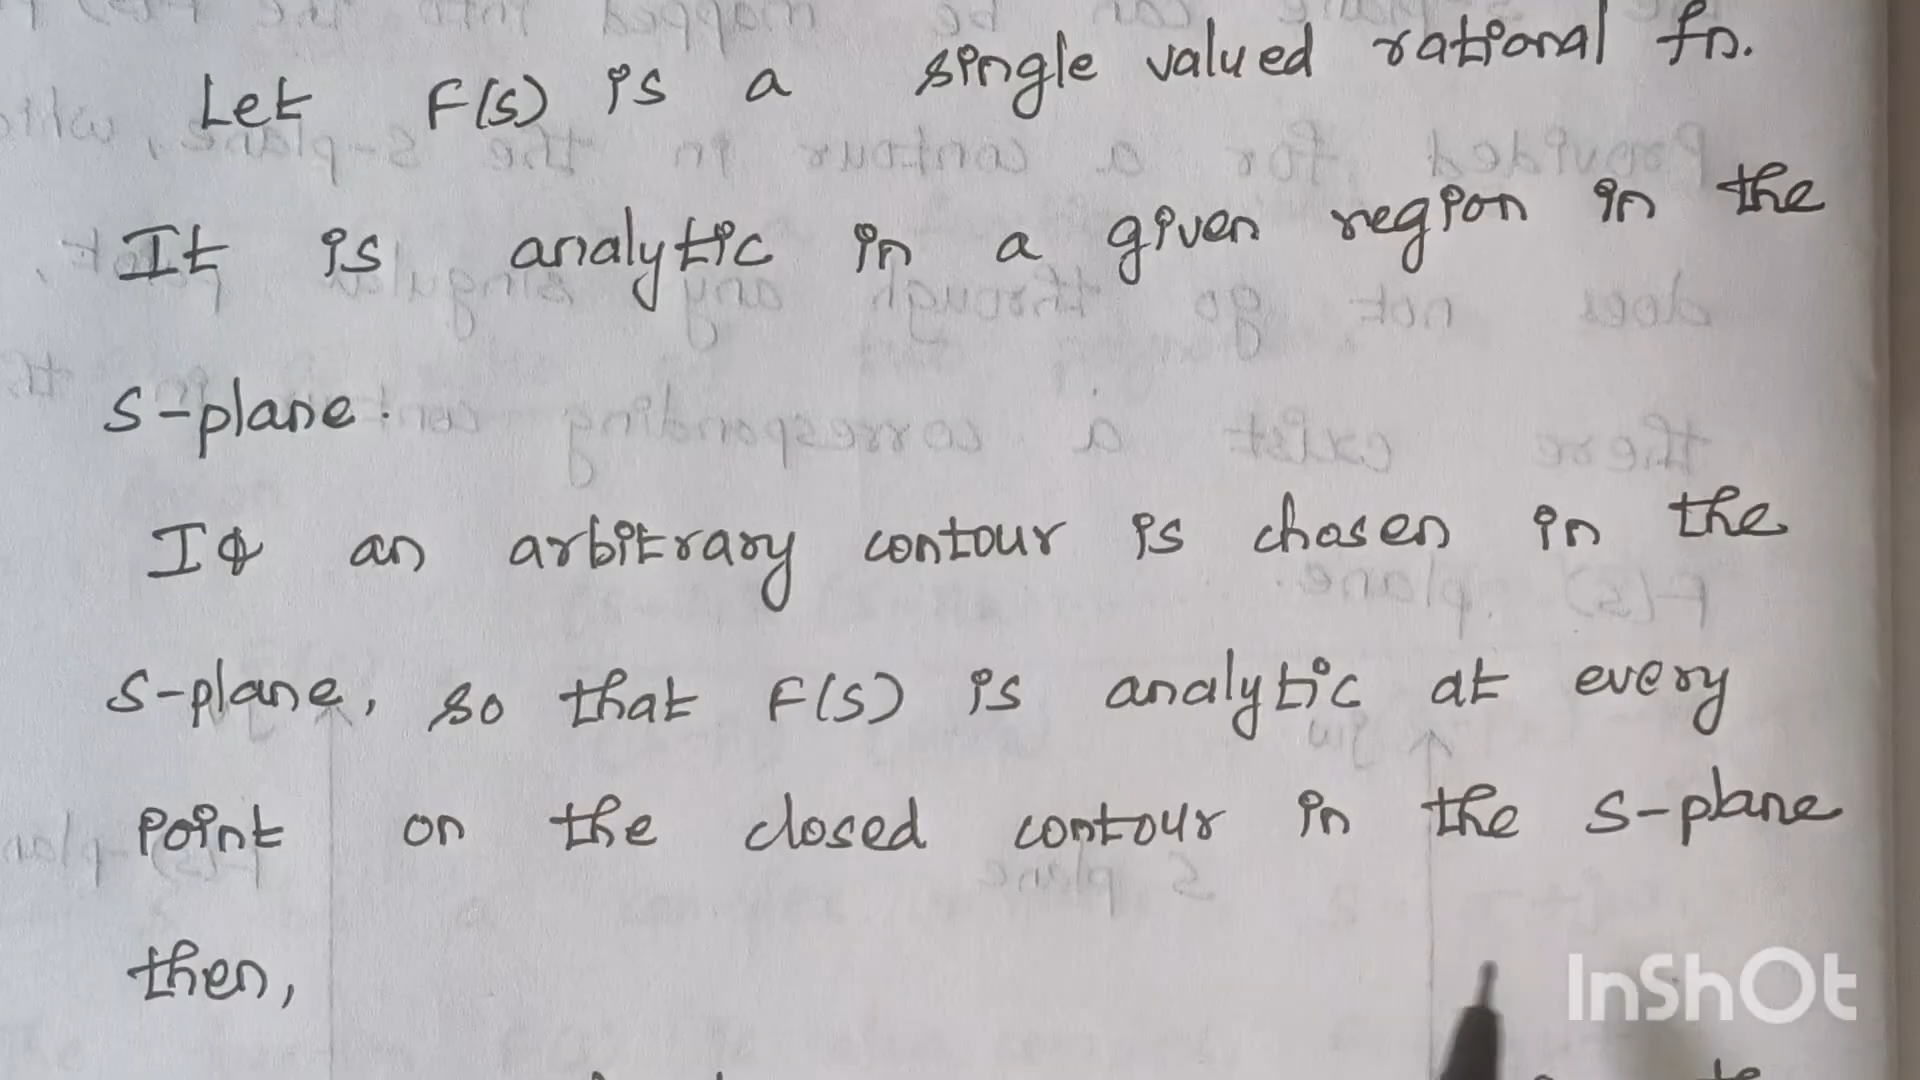 Let F(s) is a single valued rational fn.
It is analytic in a given region in the
s-plane.
If an arbitrary contour is chosen in the
s-plane, so that F(s) is analytic at every
point on the closed contour in the s-plane
then,
InShOt